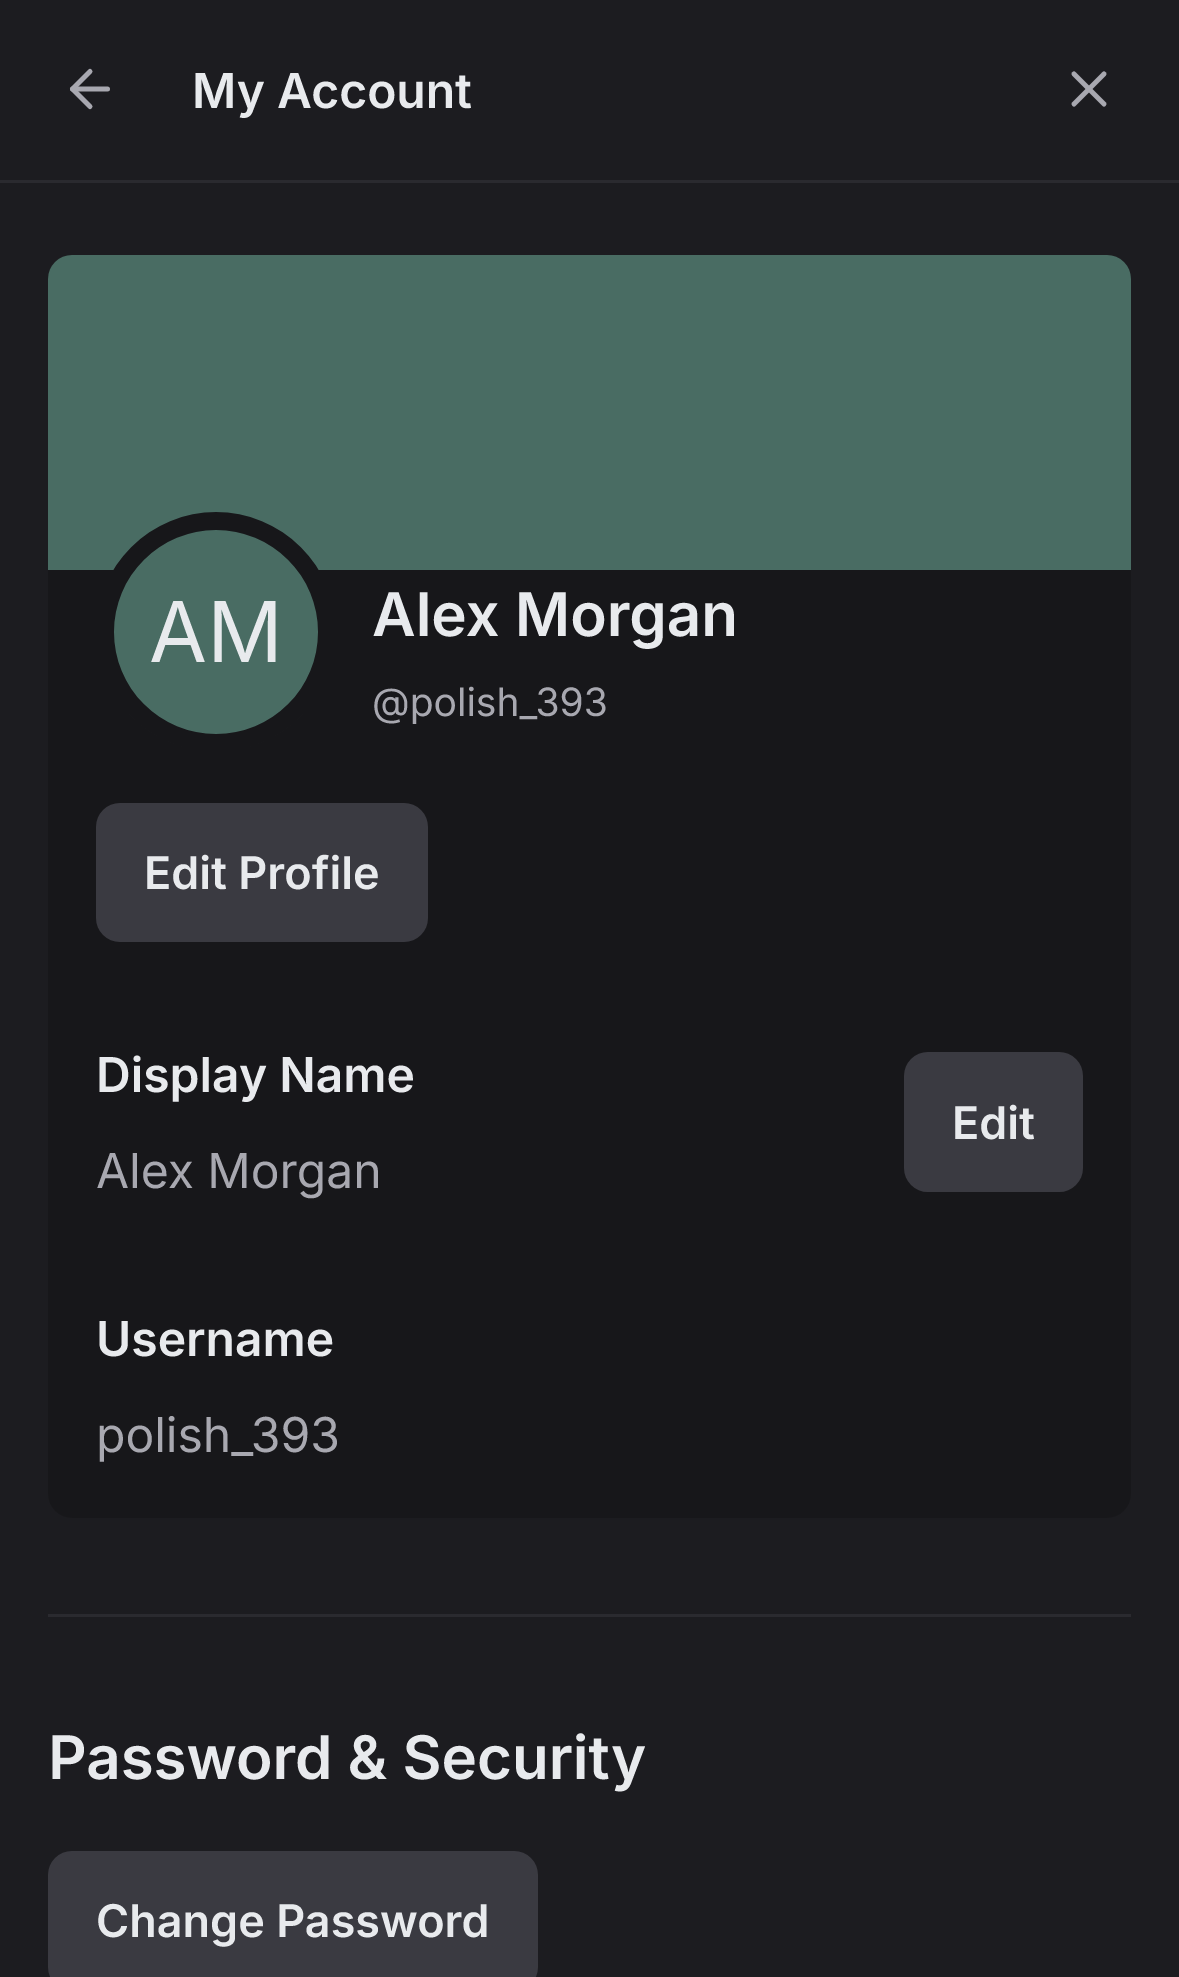 My Account
AM
Alex Morgan
@polish_393
Edit Profile
Display Name
Edit
Alex Morgan
Username
polish_393
Password & Security
Change Password